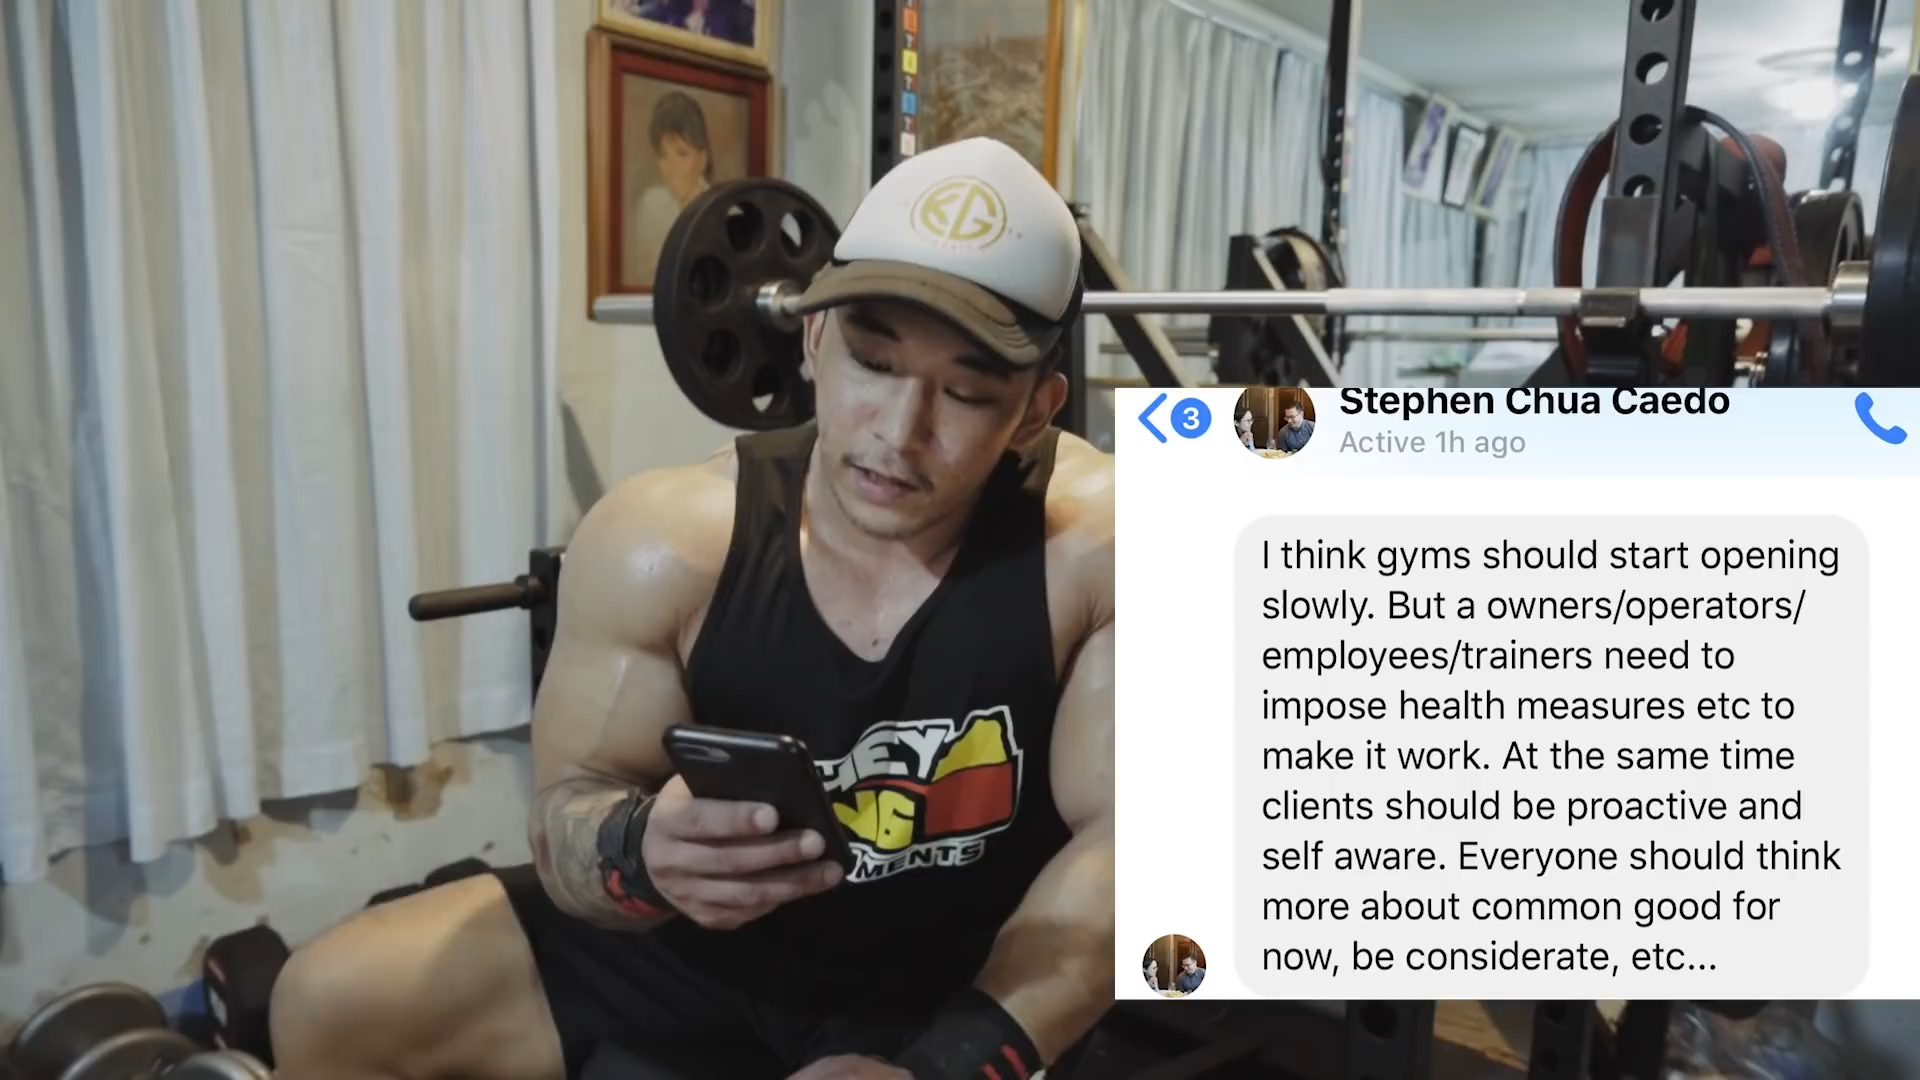 KG
HEY
MENTS
3
Stephen Chua Caedo
Active 1h ago
I think gyms should start opening
slowly. But a owners/operators/
employees/trainers need to
impose health measures etc to
make it work. At the same time
clients should be proactive and
self aware. Everyone should think
more about common good for
now, be considerate, etc...